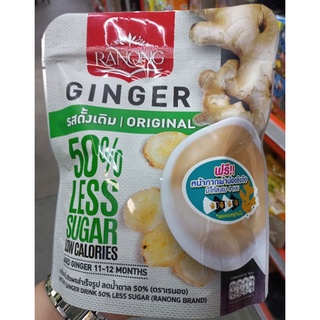 RANONG
GINGER
รสดั้งเดิม | ORIGINAL
50%
LESS
SUGAR
LOW CALORIES
ฟรี!!
GINGER 11-12 MONTHS
ลดน้ำตาล 50% (ตราระนอง)
DRINK 50% LESS SUGAR (RANONG BRAND)